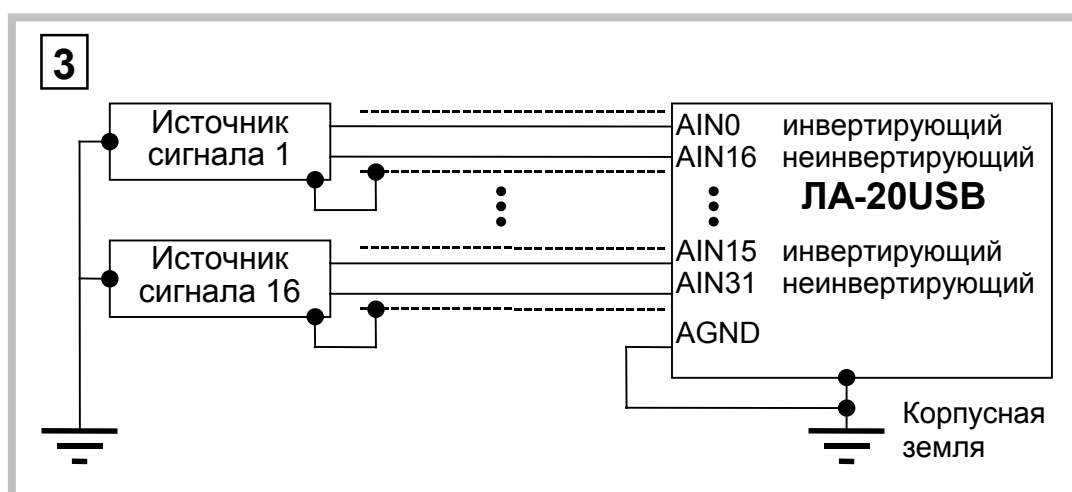 3
Источник
сигнала 1
AIN0 инвертирующий
AIN16 неинвертирующий
ЛА-20USB
Источник
сигнала 16
AIN15 инвертирующий
AIN31 неинвертирующий
AGND
Корпусная
земля